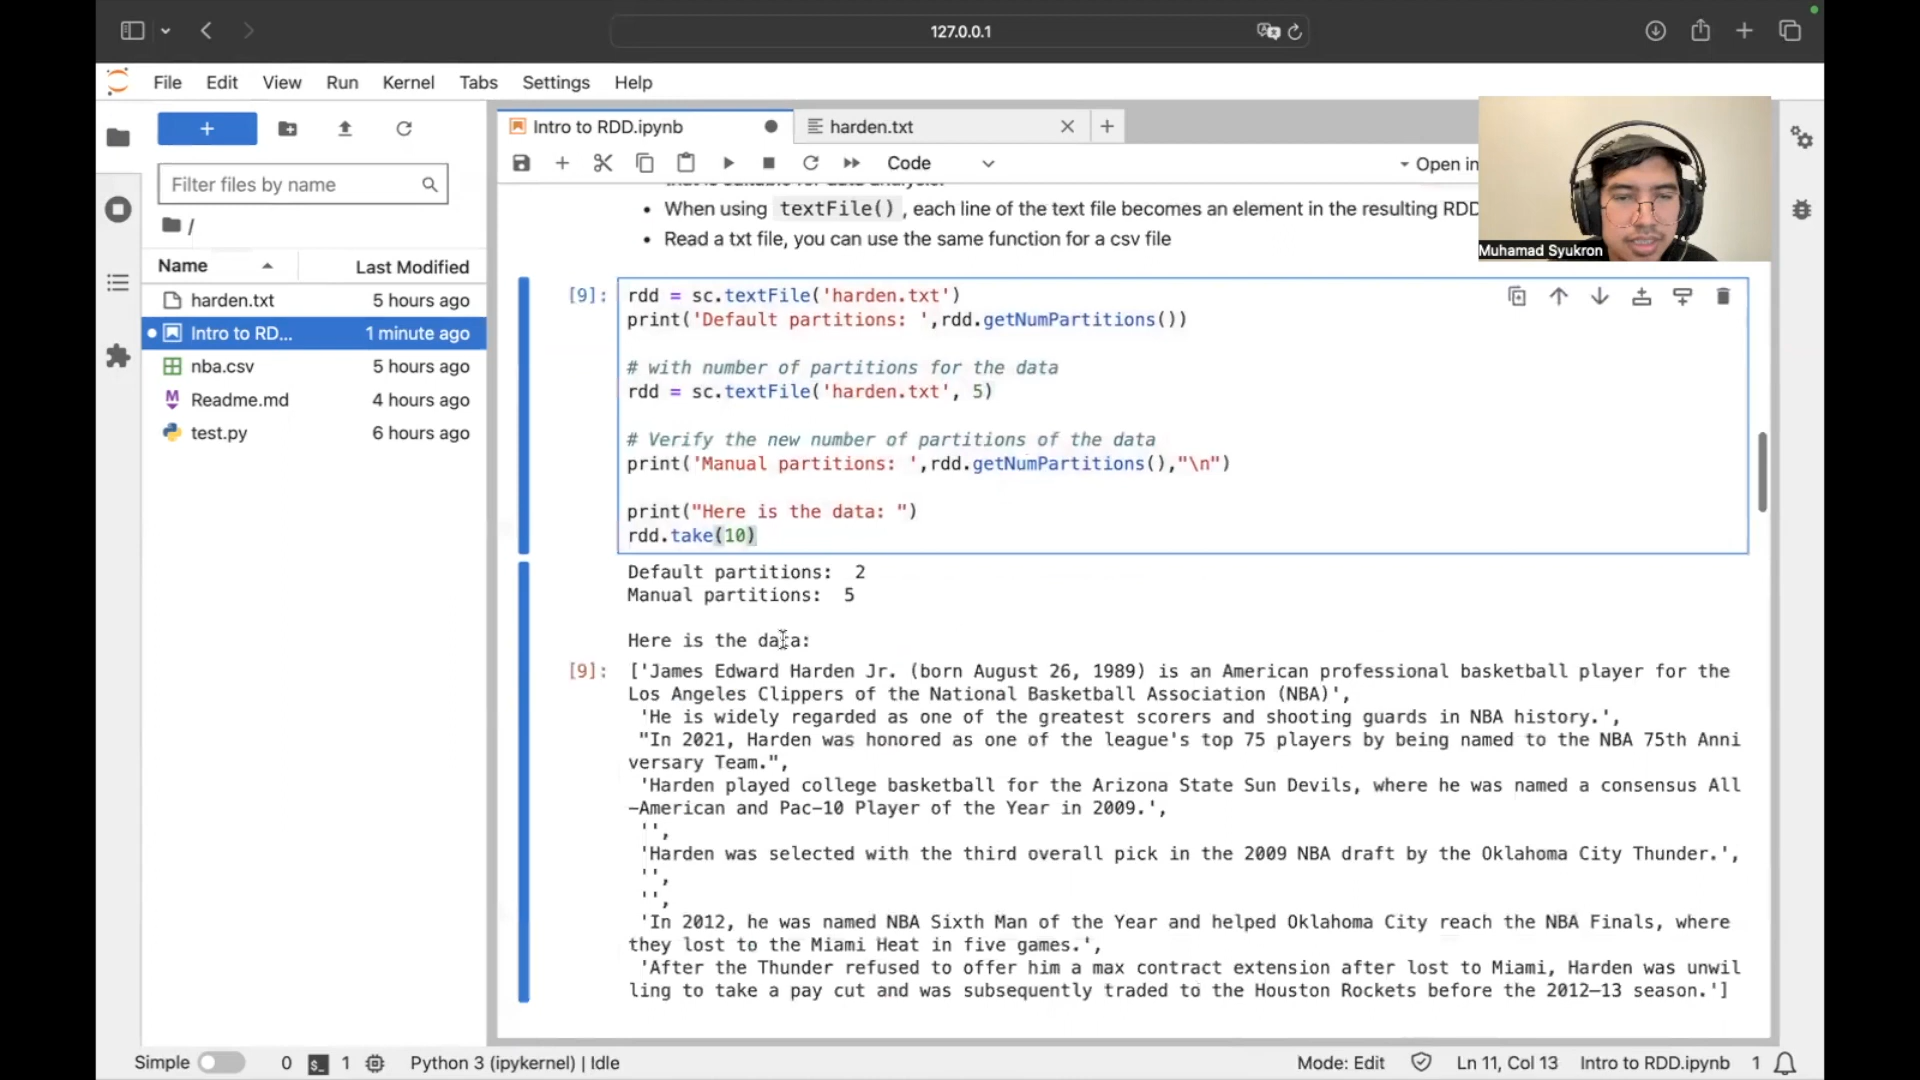 127.0.0.1
File Edit View Run Kernel Tabs Settings Help
Intro to RDD.ipynb
harden.txt
Filter files by name
Code
Open in
/
Name
Last Modified
harden.txt 5 hours ago
Intro to RD... 1 minute ago
nba.csv 5 hours ago
Readme.md 4 hours ago
test.py 6 hours ago
Muhamad Syukron
that is suitable for data analysis.
• When using textFile() , each line of the text file becomes an element in the resulting RDD
• Read a txt file, you can use the same function for a csv file
[9]: rdd = sc.textFile('harden.txt')
print('Default partitions: ',rdd.getNumPartitions())
# with number of partitions for the data
rdd = sc.textFile('harden.txt', 5)
# Verify the new number of partitions of the data
print('Manual partitions: ',rdd.getNumPartitions(),"\n")
print("Here is the data: ")
rdd.take(10)
Default partitions:  2
Manual partitions:  5
Here is the data:
[9]: ['James Edward Harden Jr. (born August 26, 1989) is an American professional basketball player for the
Los Angeles Clippers of the National Basketball Association (NBA)',
'He is widely regarded as one of the greatest scorers and shooting guards in NBA history.',
"In 2021, Harden was honored as one of the league's top 75 players by being named to the NBA 75th Anni
versary Team.",
'Harden played college basketball for the Arizona State Sun Devils, where he was named a consensus All
-American and Pac-10 Player of the Year in 2009.',
'',
'Harden was selected with the third overall pick in the 2009 NBA draft by the Oklahoma City Thunder.',
'',
'',
'In 2012, he was named NBA Sixth Man of the Year and helped Oklahoma City reach the NBA Finals, where
they lost to the Miami Heat in five games.',
'After the Thunder refused to offer him a max contract extension after lost to Miami, Harden was unwil
ling to take a pay cut and was subsequently traded to the Houston Rockets before the 2012–13 season.']
Simple 0 1 Python 3 (ipykernel) | Idle
Mode: Edit Ln 11, Col 13 Intro to RDD.ipynb 1